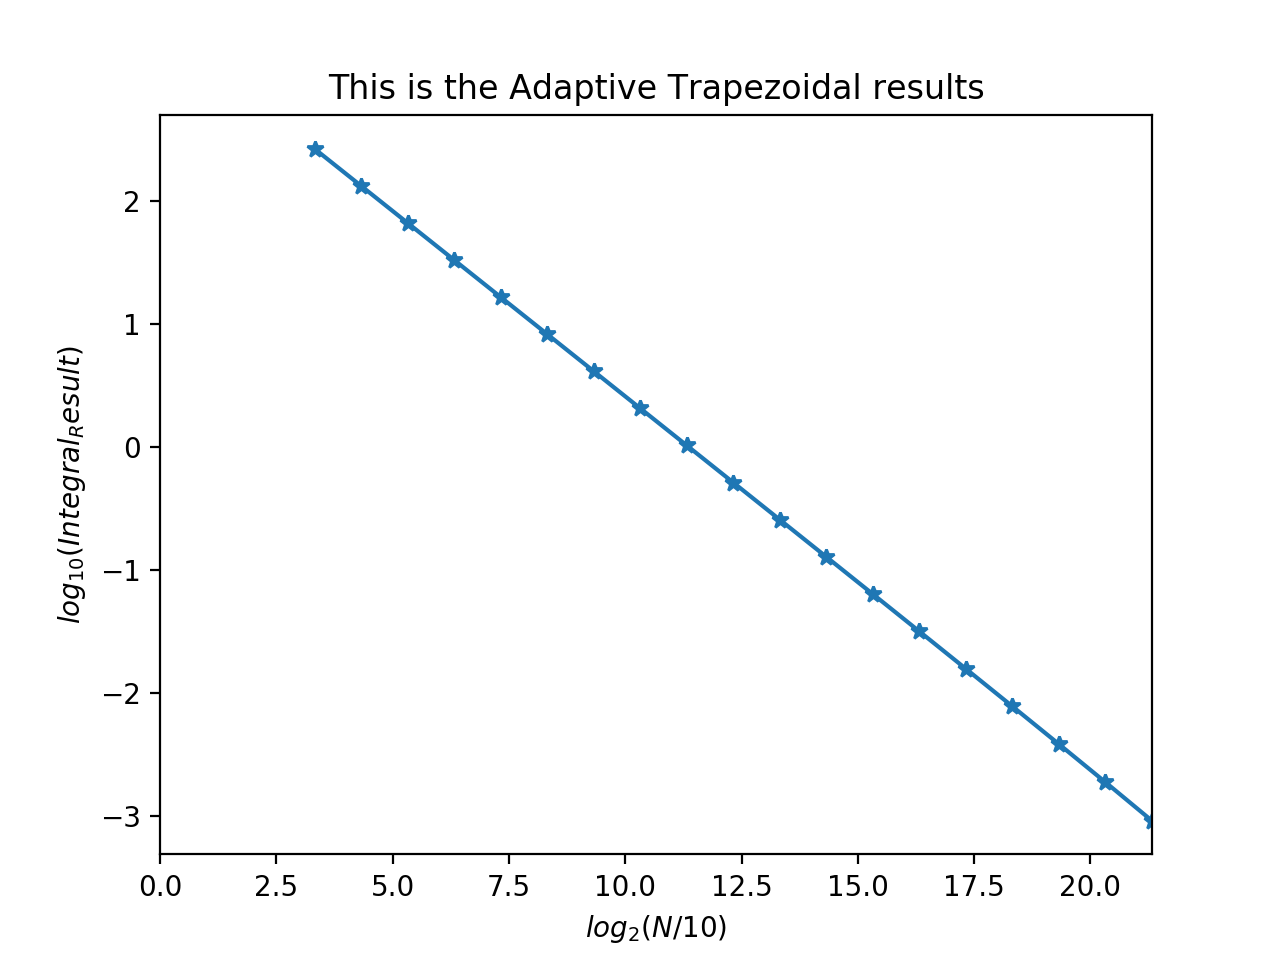 This is the Adaptive Trapezoidal results
log₁₀(Integral_Result)
2
1
0
−1
−2
−3
0.0 2.5 5.0 7.5 10.0 12.5 15.0 17.5 20.0
log₂(N/10)